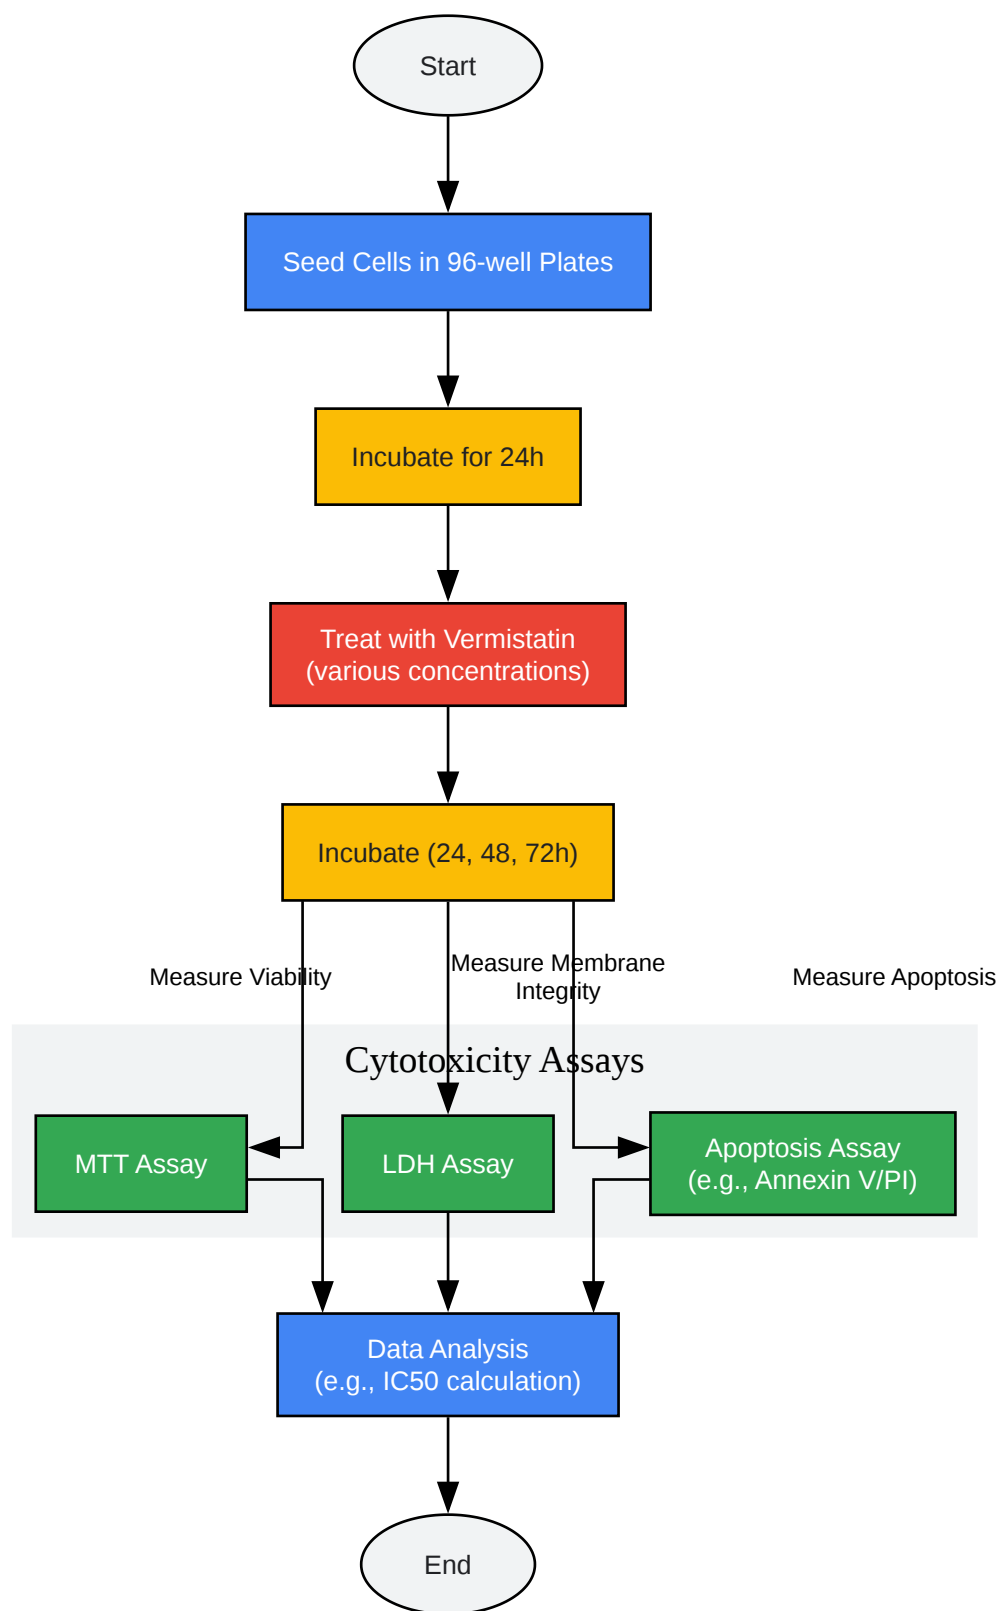 Start
Seed Cells in 96-well Plates
Incubate for 24h
Treat with Vermistatin
(various concentrations)
Incubate (24, 48, 72h)
Measure Viability
Measure Membrane
Integrity
Measure Apoptosis
Cytotoxicity Assays
MTT Assay
LDH Assay
Apoptosis Assay
(e.g., Annexin V/PI)
Data Analysis
(e.g., IC50 calculation)
End